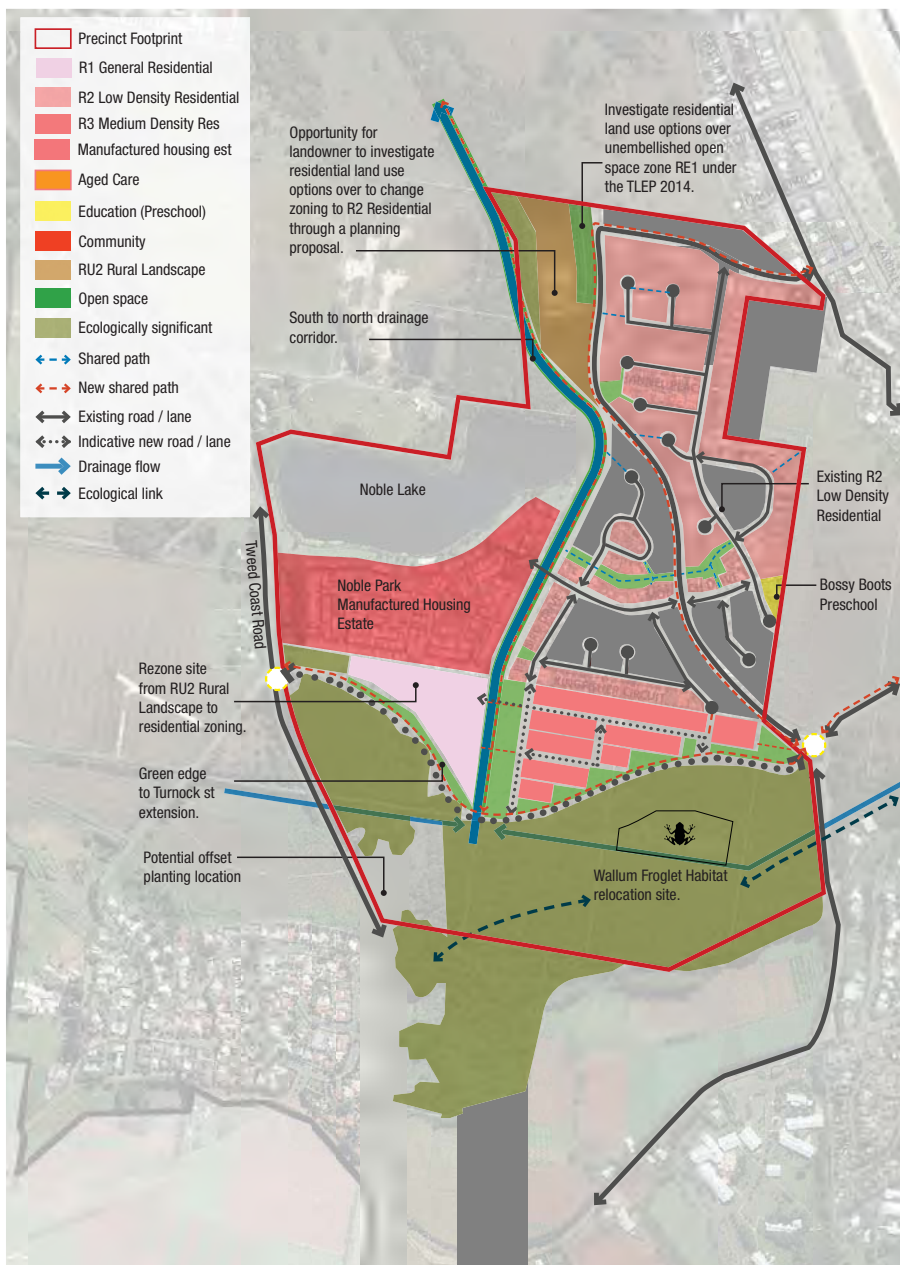 Precinct Footprint
R1 General Residential
R2 Low Density Residential
R3 Medium Density Res
Manufactured housing est
Aged Care
Education (Preschool)
Community
RU2 Rural Landscape
Open space
Ecologically significant
Shared path
New shared path
Existing road / lane
Indicative new road / lane
Drainage flow
Ecological link
Opportunity for
landowner to investigate
residential land use
options over to change
zoning to R2 Residential
through a planning
proposal.
Investigate residential
land use options over
unembellished open
space zone RE1 under
the TLEP 2014.
South to north drainage
corridor.
Noble Lake
Existing R2
Low Density
Residential
Tweed Coast Road
Noble Park
Manufactured Housing
Estate
Bossy Boots
Preschool
Rezone site
from RU2 Rural
Landscape to
residential zoning.
KINGFISHER CIRCUIT
Green edge
to Turnock st
extension.
Potential offset
planting location
Wallum Froglet Habitat
relocation site.